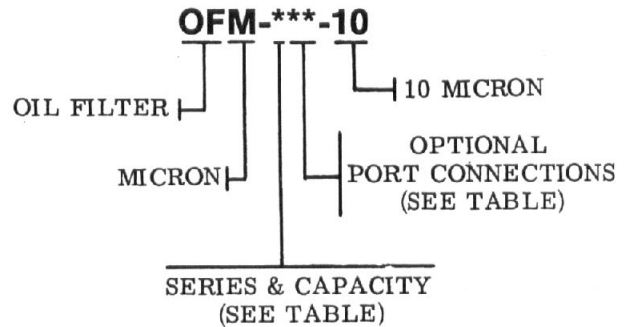 OFM-***-10
10 MICRON
OIL FILTER
OPTIONAL
PORT CONNECTIONS
(SEE TABLE)
MICRON
SERIES & CAPACITY
(SEE TABLE)